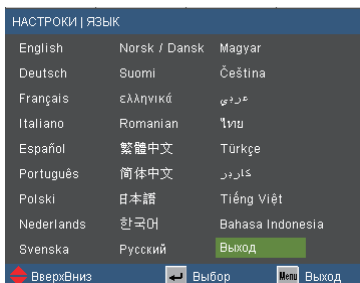 НАСТРОКИ | ЯЗЫК
English Norsk / Dansk Magyar
Deutsch Suomi Čeština
Français ελληνικά عربي
Italiano Romanian ไทย
Español 繁體中文 Türkçe
Português 简体中文 کاربر
Polski 日本語 Tiếng Việt
Nederlands 한국어 Bahasa Indonesia
Svenska Русский Выход
ВверхВниз Выбор Menu Выход